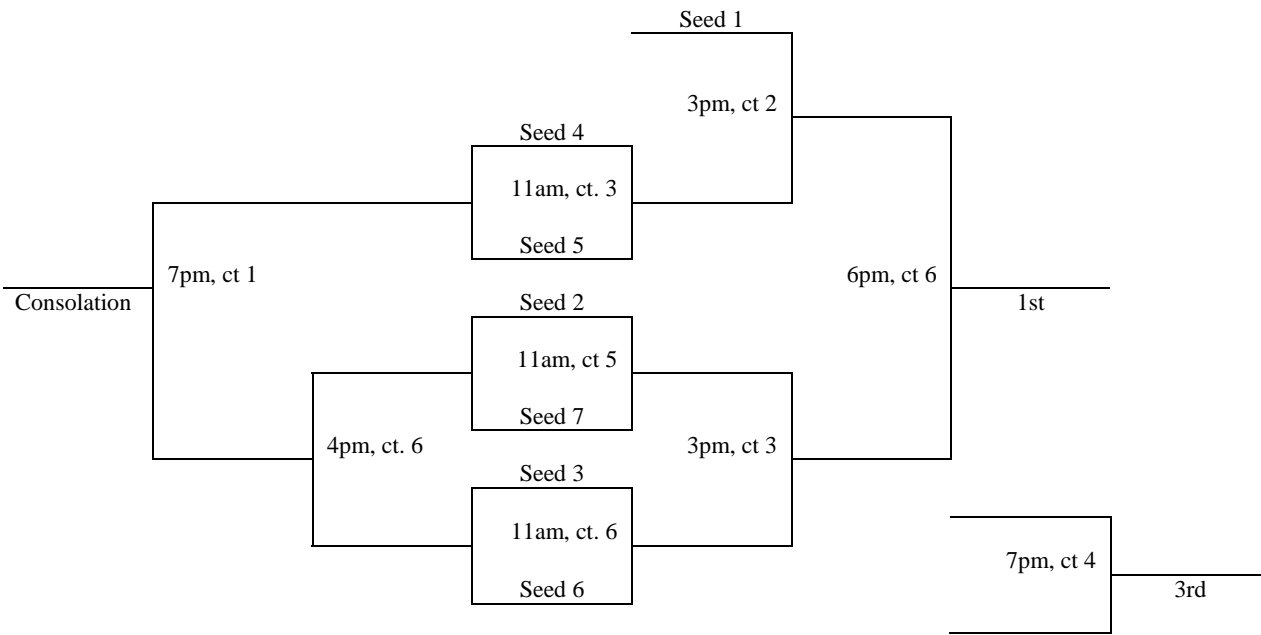 Seed 1
3pm, ct 2
Seed 4
11am, ct. 3
Seed 5
7pm, ct 1
6pm, ct 6
Consolation
Seed 2
1st
11am, ct 5
Seed 7
4pm, ct. 6
3pm, ct 3
Seed 3
11am, ct. 6
7pm, ct 4
Seed 6
3rd